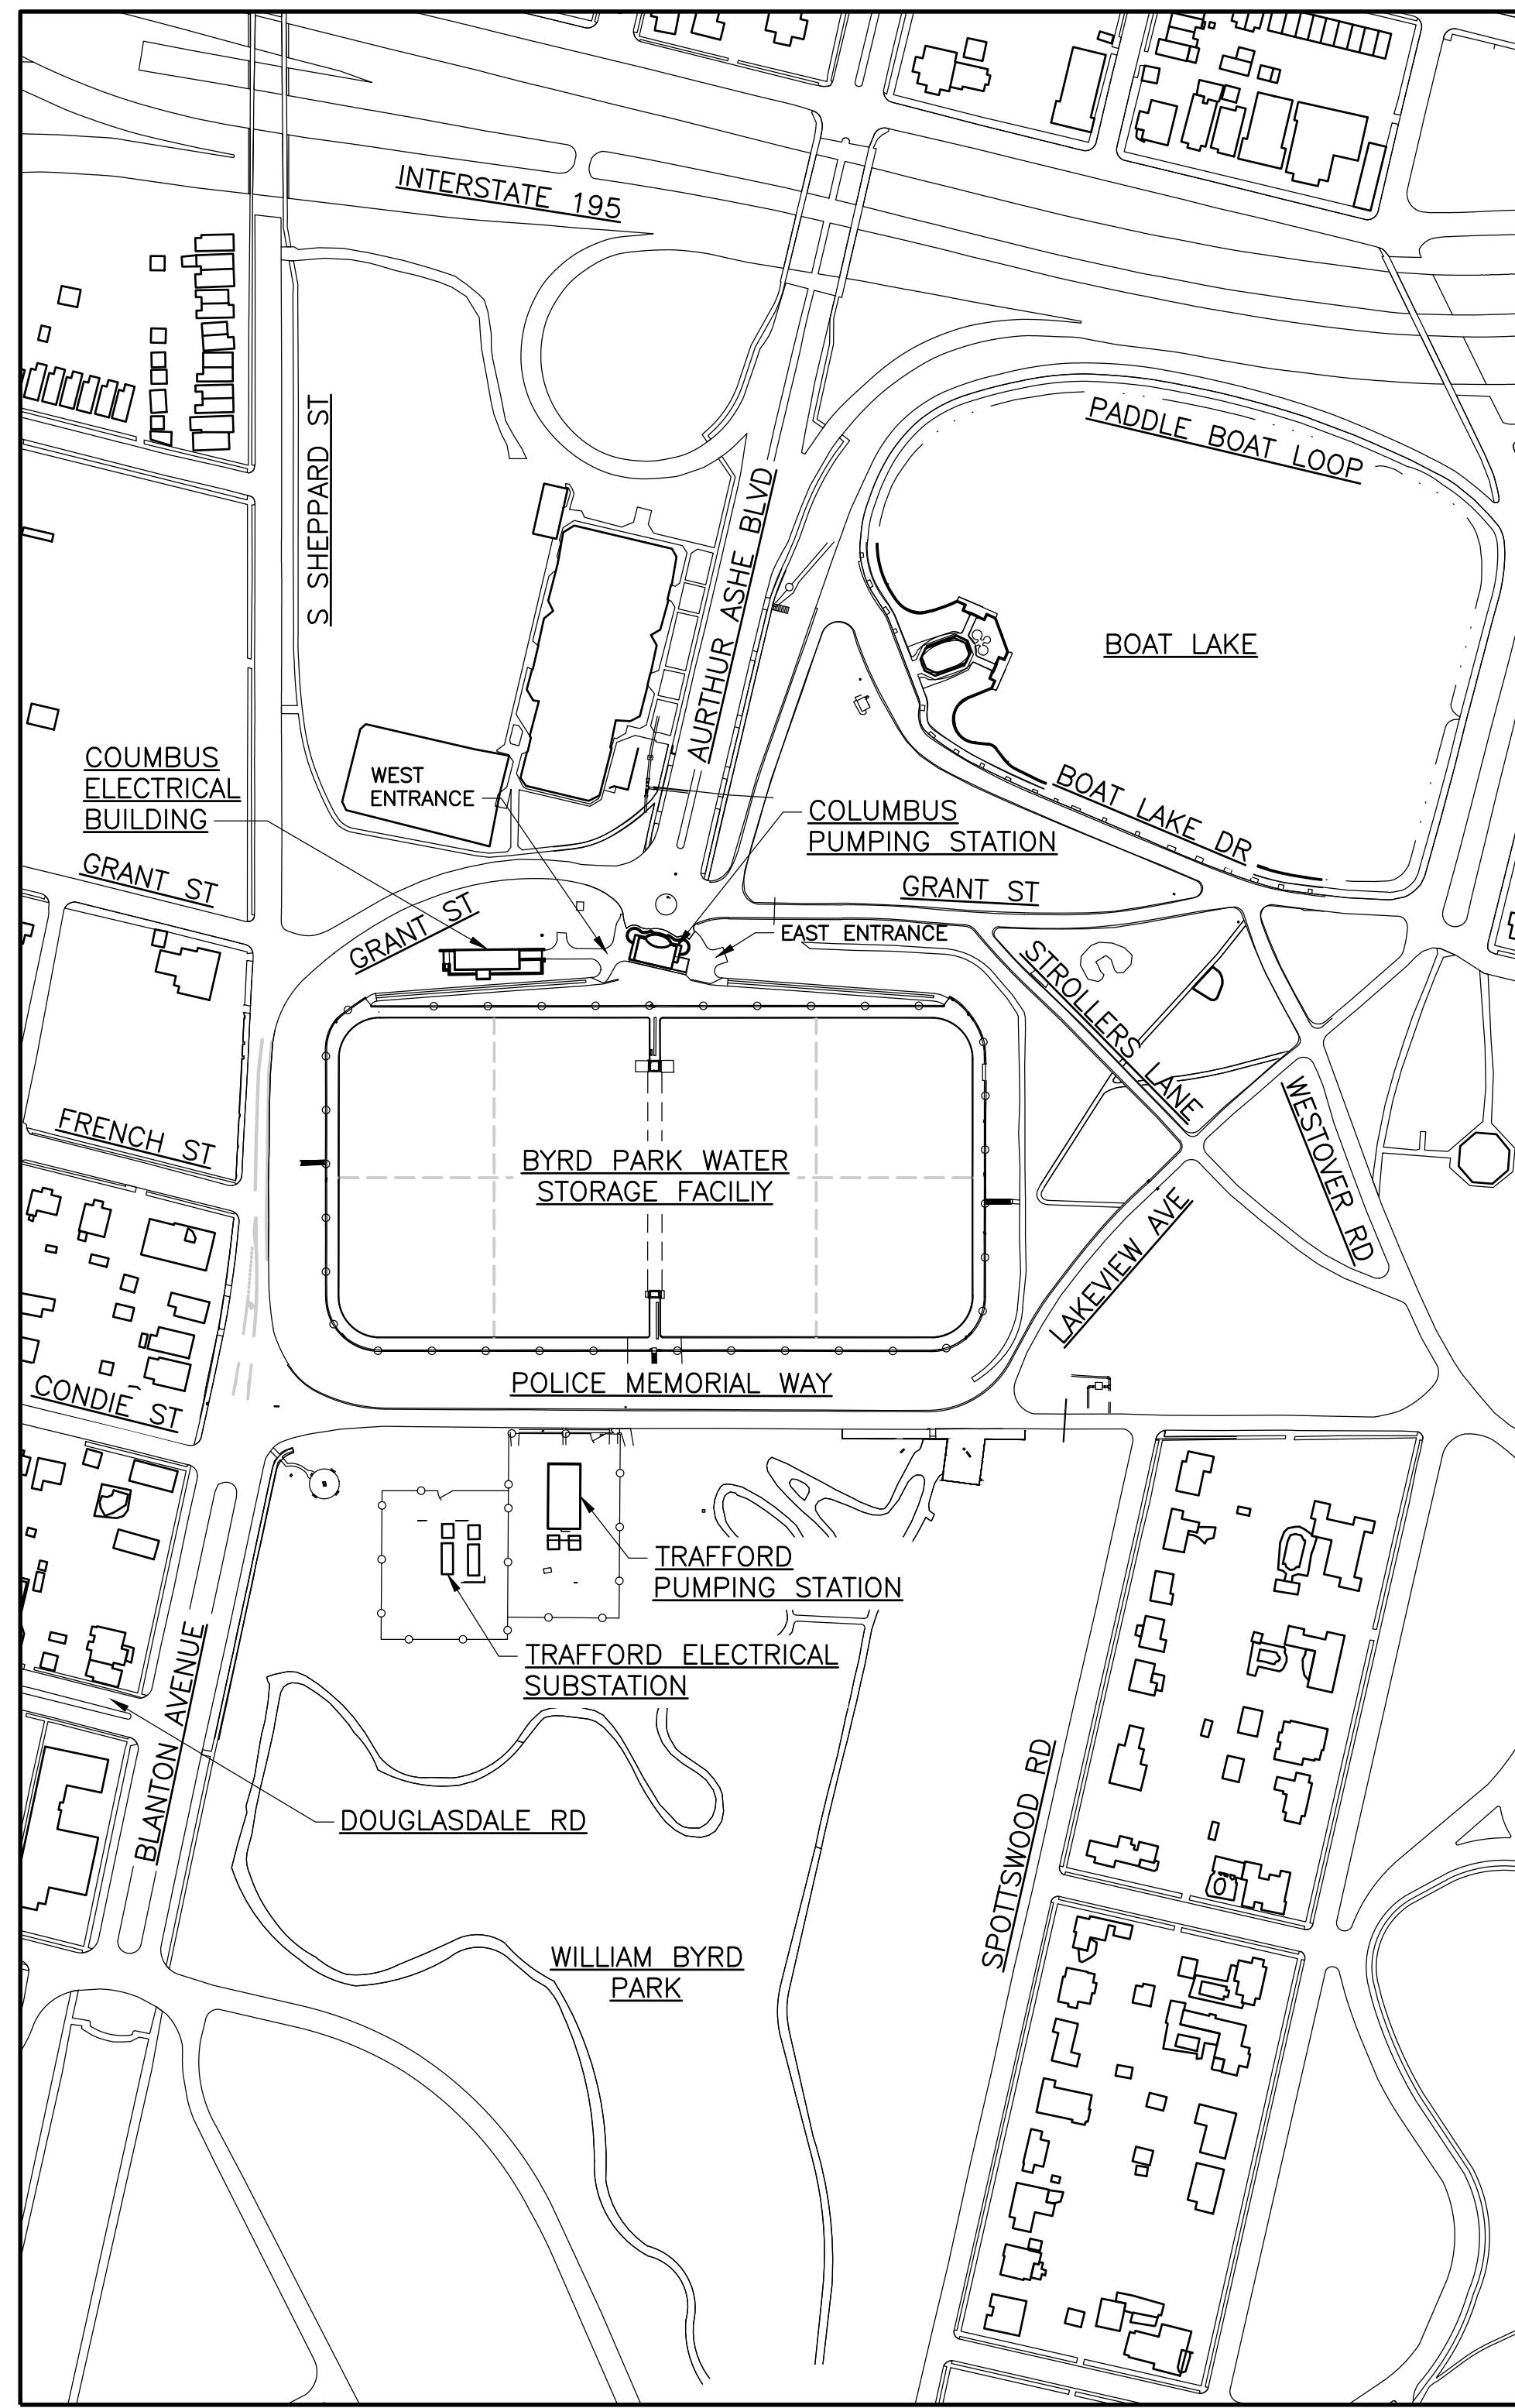 INTERSTATE 195
S SHEPPARD ST
PADDLE BOAT LOOP
AURTHUR ASHE BLVD
BOAT LAKE
COUMBUS
ELECTRICAL
BUILDING
WEST
ENTRANCE
BOAT LAKE DR
COLUMBUS
PUMPING STATION
GRANT ST
GRANT ST
GRANT ST
EAST ENTRANCE
STROLLERS LANE
WESTOVER RD
FRENCH ST
BYRD PARK WATER
STORAGE FACILIY
LAKEVIEW AVE
CONDIE ST
POLICE MEMORIAL WAY
TRAFFORD
PUMPING STATION
TRAFFORD ELECTRICAL
SUBSTATION
BLANTON AVENUE
DOUGLASDALE RD
SPOTTSWOOD RD
WILLIAM BYRD
PARK